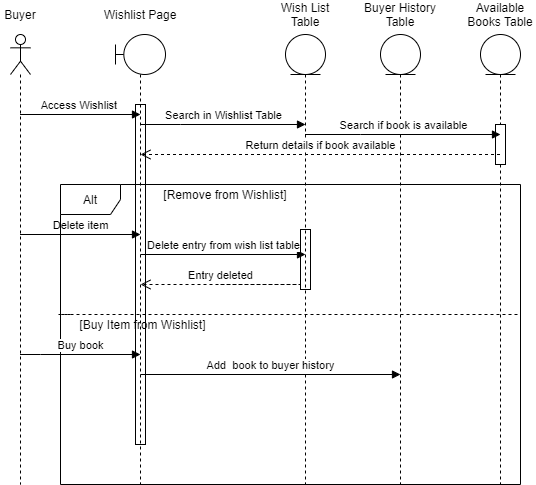 Buyer
Wishlist Page
Wish List
Table
Buyer History
Table
Available
Books Table
Access Wishlist
Search in Wishlist Table
Search if book is available
Return details if book available
Alt
[Remove from Wishlist]
Delete item
Delete entry from wish list table
Entry deleted
[Buy Item from Wishlist]
Buy book
Add  book to buyer history